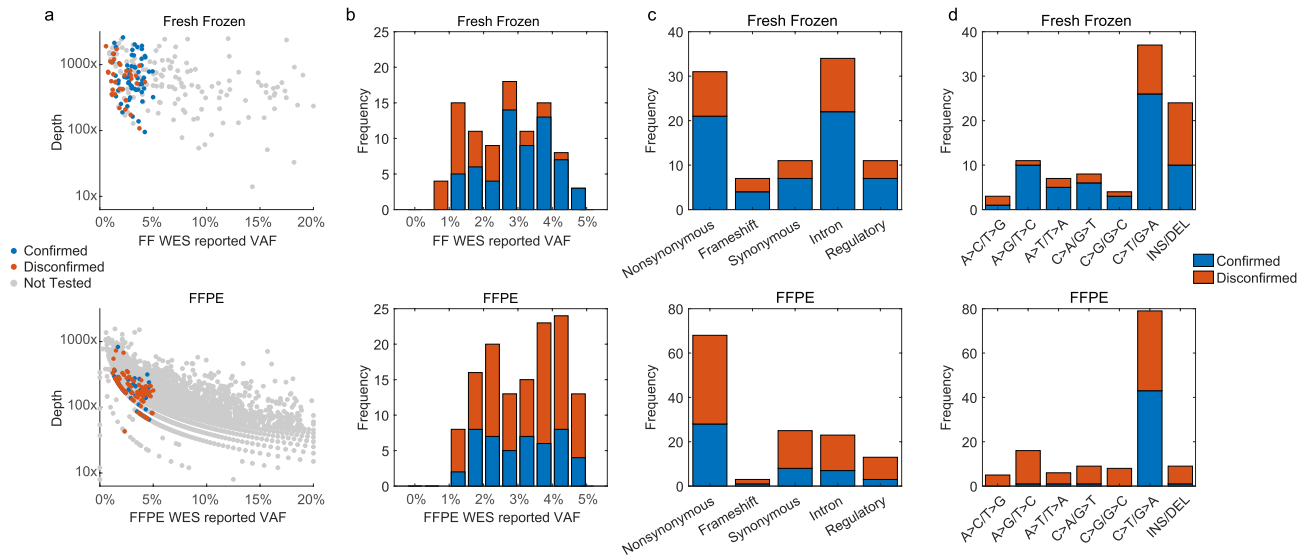 a
Fresh Frozen
1000x
100x
10x
Depth
0% 5% 10% 15% 20%
FF WES reported VAF
Confirmed
Disconfirmed
Not Tested
FFPE
1000x
100x
10x
Depth
0% 5% 10% 15% 20%
FFPE WES reported VAF
b
Fresh Frozen
25
20
15
10
5
0
Frequency
0% 1% 2% 3% 4% 5%
FF WES reported VAF
FFPE
25
20
15
10
5
0
Frequency
0% 1% 2% 3% 4% 5%
FFPE WES reported VAF
c
Fresh Frozen
40
30
20
10
0
Frequency
Nonsynonymous
Frameshift
Synonymous
Intron
Regulatory
FFPE
80
60
40
20
0
Frequency
Nonsynonymous
Frameshift
Synonymous
Intron
Regulatory
d
Fresh Frozen
40
30
20
10
0
Frequency
A>C/T>G
A>G/T>C
A>T/T>A
C>A/G>T
C>G/G>C
C>T/G>A
INS/DEL
Confirmed
Disconfirmed
FFPE
80
60
40
20
0
Frequency
A>C/T>G
A>G/T>C
A>T/T>A
C>A/G>T
C>G/G>C
C>T/G>A
INS/DEL